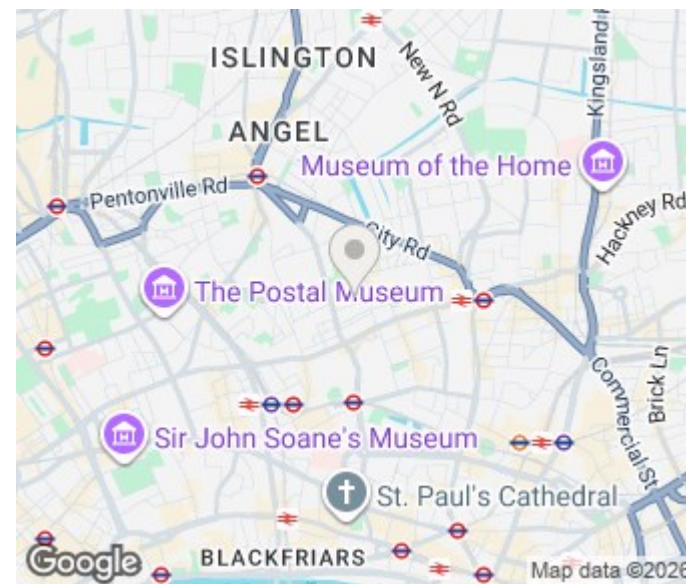 ISLINGTON
New N Rd
Kingsland
ANGEL
Museum of the Home
Pentonville Rd
City Rd
Hackney Rd
The Postal Museum
Commercial St
Brick Ln
Sir John Soane's Museum
St. Paul's Cathedral
Google
BLACKFRIARS
Map data ©2026